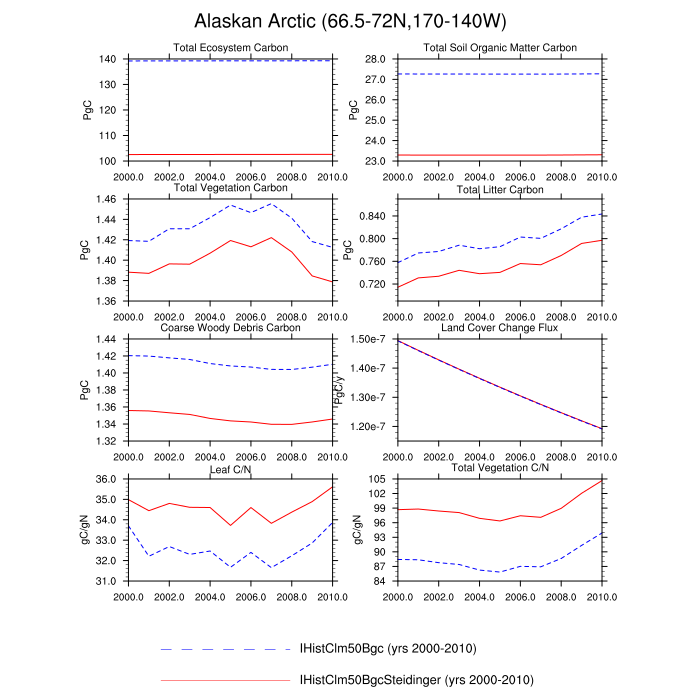 Alaskan Arctic (66.5-72N,170-140W)
Total Ecosystem Carbon
Total Soil Organic Matter Carbon
140
130
120
110
100
PgC
2000.0 2002.0 2004.0 2006.0 2008.0 2010.0
28.0
27.0
26.0
25.0
24.0
23.0
PgC
2000.0 2002.0 2004.0 2006.0 2008.0 2010.0
Total Vegetation Carbon
Total Litter Carbon
1.46
1.44
1.42
1.40
1.38
1.36
PgC
2000.0 2002.0 2004.0 2006.0 2008.0 2010.0
0.840
0.800
0.760
0.720
PgC
2000.0 2002.0 2004.0 2006.0 2008.0 2010.0
Coarse Woody Debris Carbon
Land Cover Change Flux
1.44
1.42
1.40
1.38
1.36
1.34
1.32
PgC
2000.0 2002.0 2004.0 2006.0 2008.0 2010.0
1.50e-7
1.40e-7
1.30e-7
1.20e-7
PgC/y
2000.0 2002.0 2004.0 2006.0 2008.0 2010.0
Leaf C/N
Total Vegetation C/N
36.0
35.0
34.0
33.0
32.0
31.0
gC/gN
2000.0 2002.0 2004.0 2006.0 2008.0 2010.0
105
102
99
96
93
90
87
84
gC/gN
2000.0 2002.0 2004.0 2006.0 2008.0 2010.0
IHistClm50Bgc (yrs 2000-2010)
IHistClm50BgcSteidinger (yrs 2000-2010)